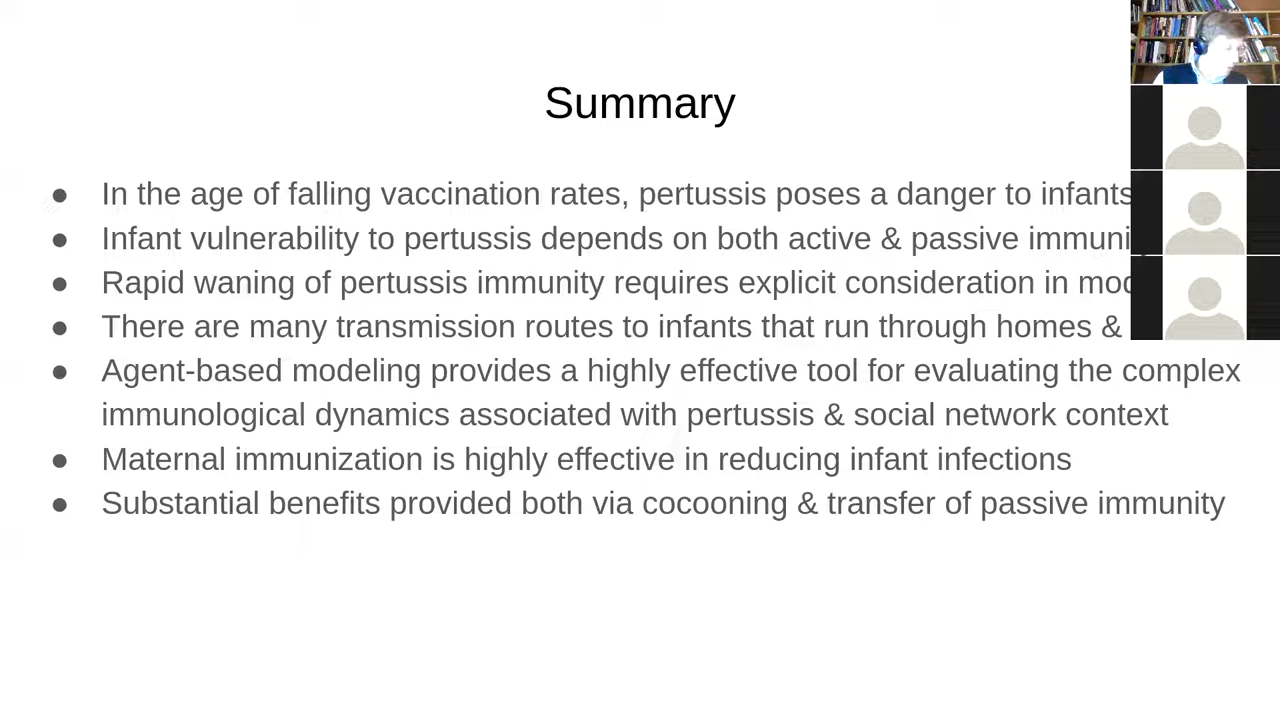 Summary
● In the age of falling vaccination rates, pertussis poses a danger to infants
● Infant vulnerability to pertussis depends on both active & passive
● Rapid waning of pertussis immunity requires explicit consideration in
● There are many transmission routes to infants that run through homes &
● Agent-based modeling provides a highly effective tool for evaluating the complex
immunological dynamics associated with pertussis & social network context
● Maternal immunization is highly effective in reducing infant infections
● Substantial benefits provided both via cocooning & transfer of passive immunity